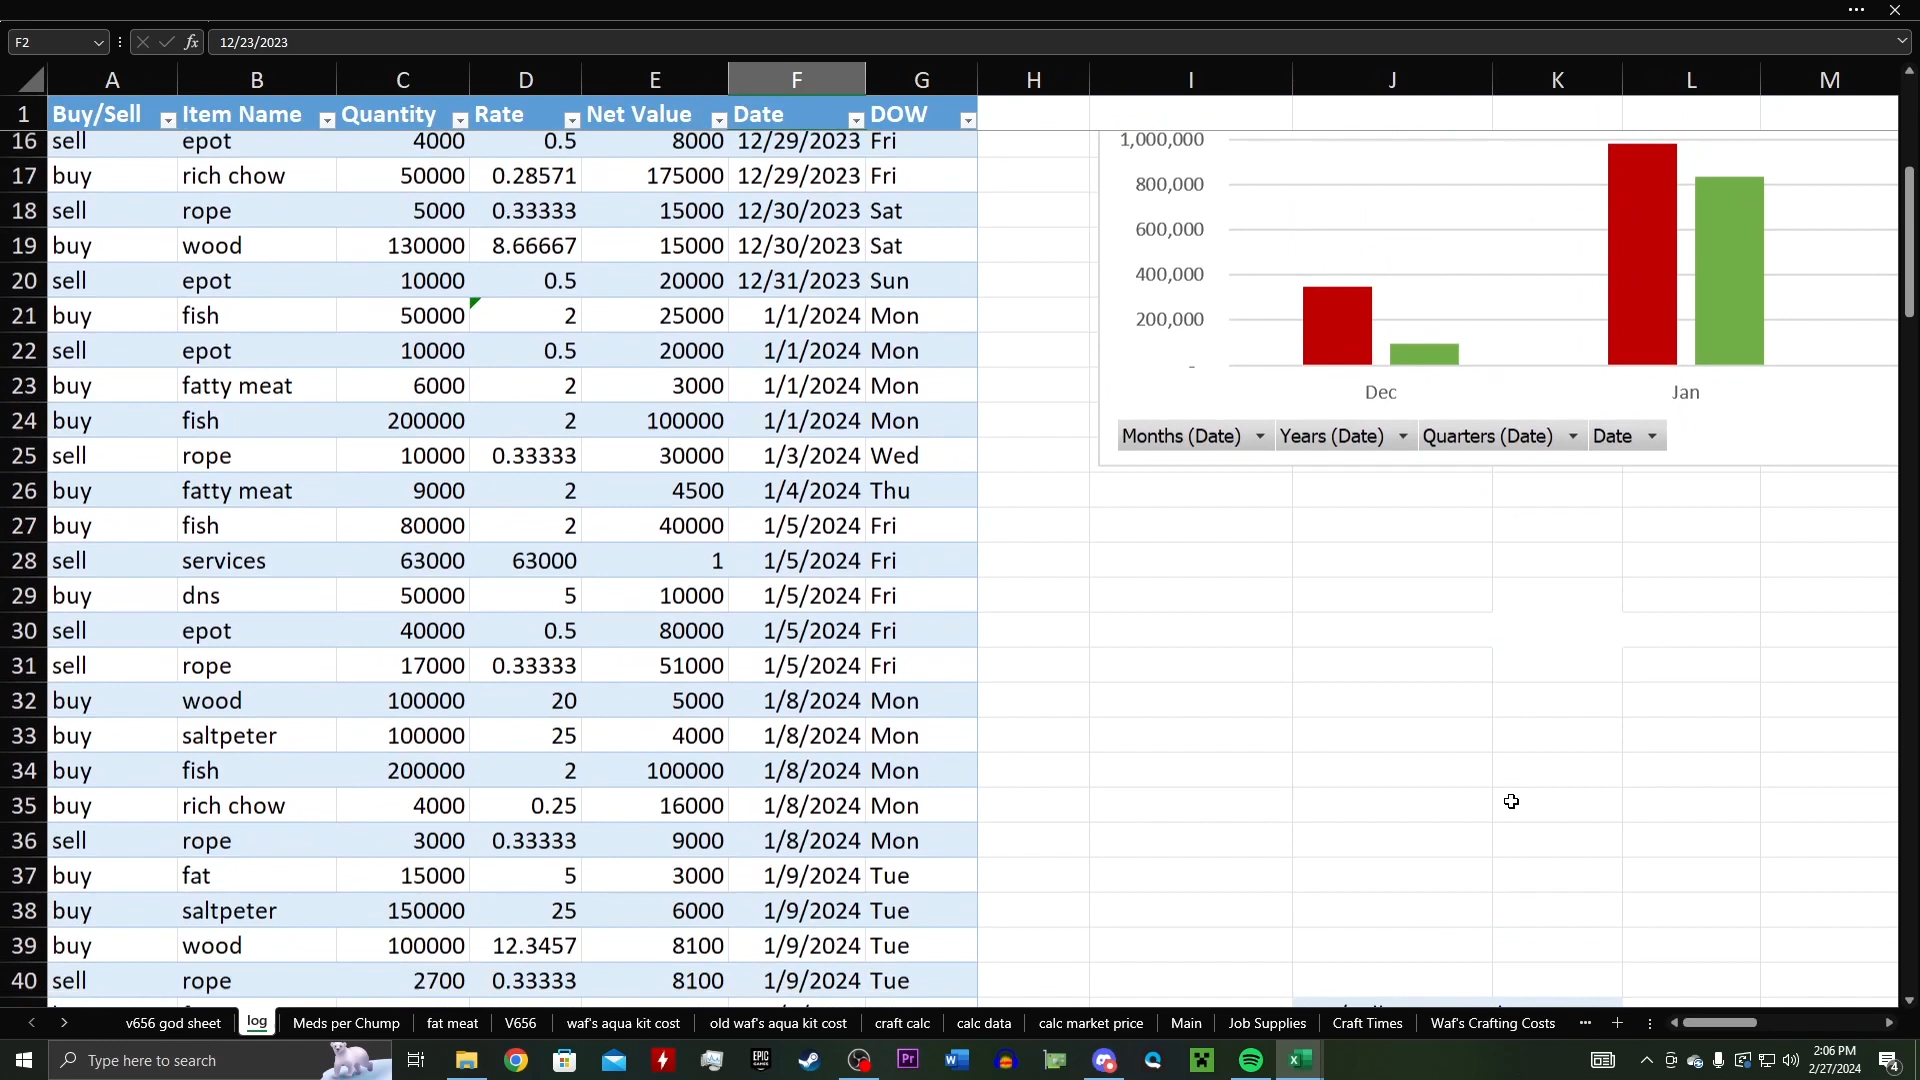 F2 fx 12/23/2023
A B C D E F G H I J K L M
1 Buy/Sell Item Name Quantity Rate Net Value Date DOW
16 sell epot 4000 0.5 8000 12/29/2023 Fri
17 buy rich chow 50000 0.28571 175000 12/29/2023 Fri
18 sell rope 5000 0.33333 15000 12/30/2023 Sat
19 buy wood 130000 8.66667 15000 12/30/2023 Sat
20 sell epot 10000 0.5 20000 12/31/2023 Sun
21 buy fish 50000 2 25000 1/1/2024 Mon
22 sell epot 10000 0.5 20000 1/1/2024 Mon
23 buy fatty meat 6000 2 3000 1/1/2024 Mon
24 buy fish 200000 2 100000 1/1/2024 Mon
25 sell rope 10000 0.33333 30000 1/3/2024 Wed
26 buy fatty meat 9000 2 4500 1/4/2024 Thu
27 buy fish 80000 2 40000 1/5/2024 Fri
28 sell services 63000 63000 1 1/5/2024 Fri
29 buy dns 50000 5 10000 1/5/2024 Fri
30 sell epot 40000 0.5 80000 1/5/2024 Fri
31 sell rope 17000 0.33333 51000 1/5/2024 Fri
32 buy wood 100000 20 5000 1/8/2024 Mon
33 buy saltpeter 100000 25 4000 1/8/2024 Mon
34 buy fish 200000 2 100000 1/8/2024 Mon
35 buy rich chow 4000 0.25 16000 1/8/2024 Mon
36 sell rope 3000 0.33333 9000 1/8/2024 Mon
37 buy fat 15000 5 3000 1/9/2024 Tue
38 buy saltpeter 150000 25 6000 1/9/2024 Tue
39 buy wood 100000 12.3457 8100 1/9/2024 Tue
40 sell rope 2700 0.33333 8100 1/9/2024 Tue
1,000,000
800,000
600,000
400,000
200,000
-
Dec Jan
Months (Date) Years (Date) Quarters (Date) Date
v656 god sheet log Meds per Chump fat meat V656 waf's aqua kit cost old waf's aqua kit cost craft calc calc data calc market price Main Job Supplies Craft Times Waf's Crafting Costs
Type here to search
EPIC GAMES
Pr
2:06 PM
2/27/2024
4